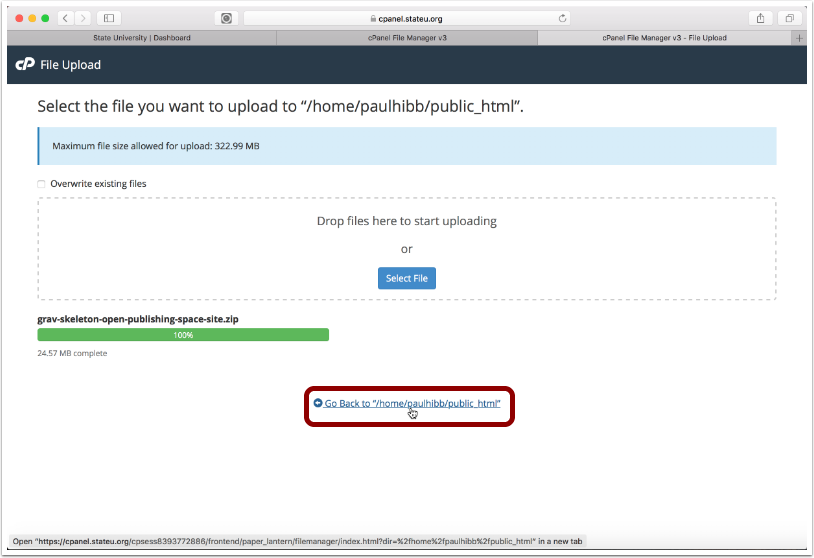 cpanel.stateu.org
State University | Dashboard
cPanel File Manager v3
cPanel File Manager v3 - File Upload
cP File Upload
Select the file you want to upload to “/home/paulhibb/public_html”.
Maximum file size allowed for upload: 322.99 MB
Overwrite existing files
Drop files here to start uploading
or
Select File
grav-skeleton-open-publishing-space-site.zip
100%
24.57 MB complete
Go Back to “/home/paulhibb/public_html”
Open “https://cpanel.stateu.org/cpsess8393772886/frontend/paper_lantern/filemanager/index.html?dir=%2fhome%2fpaulhibb%2fpublic_html” in a new tab